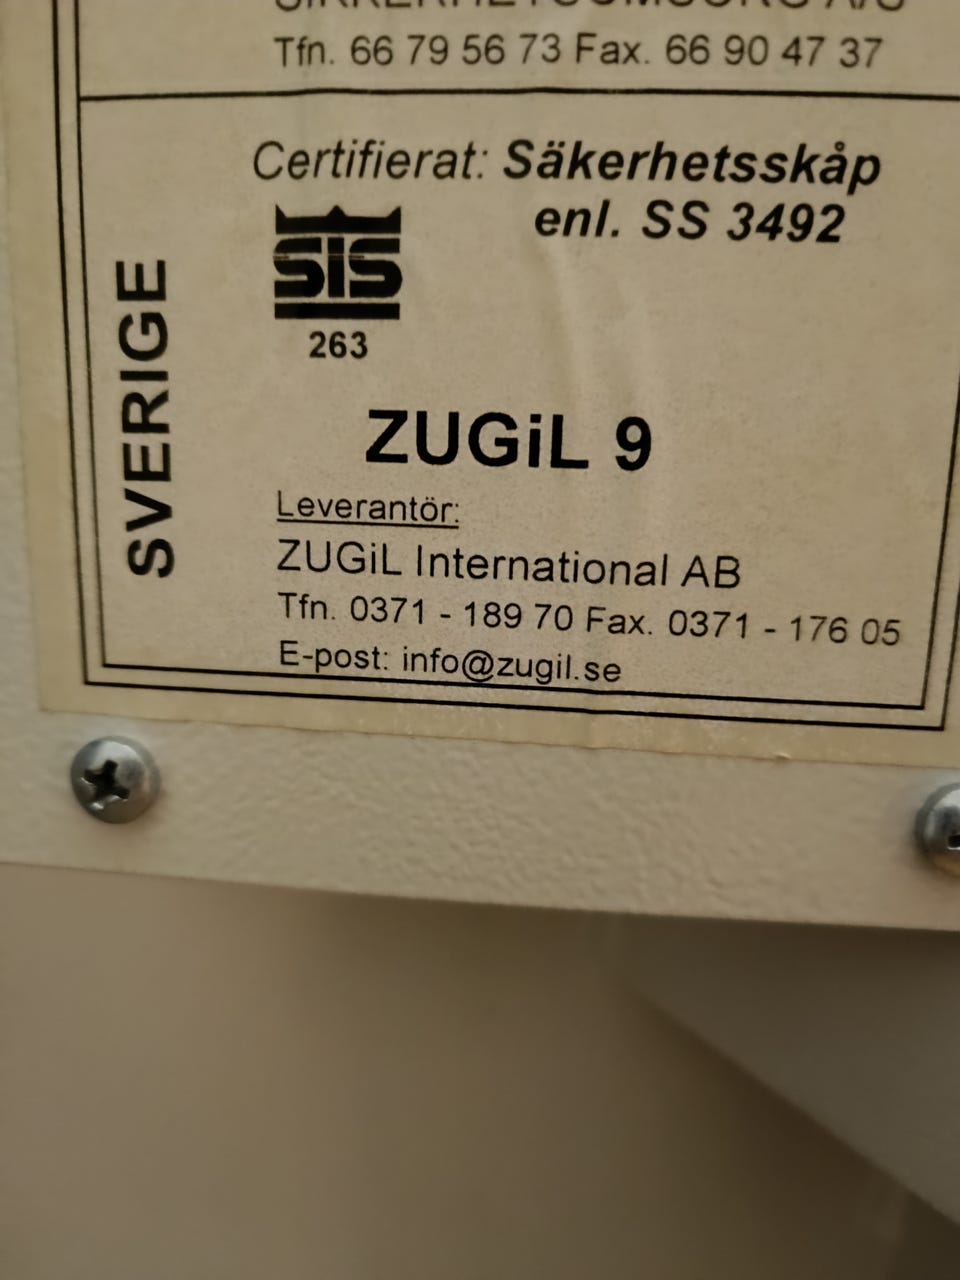 SIKKERHETSOMSORG A/S
Tfn. 66 79 56 73 Fax. 66 90 47 37
SVERIGE
Certifierat: Säkerhetsskåp
enl. SS 3492
SIS
263
ZUGiL 9
Leverantör:
ZUGiL International AB
Tfn. 0371 - 189 70 Fax. 0371 - 176 05
E-post: info@zugil.se